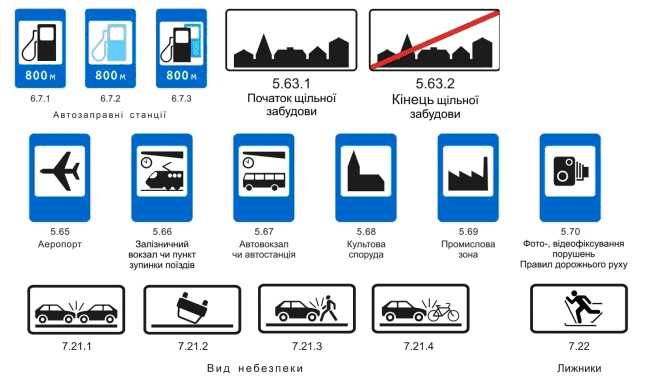 800 м 800 м 800 м
6.7.1 6.7.2 6.7.3
Автозаправні станції
5.63.1
Початок щільної
забудови
5.63.2
Кінець щільної
забудови
5.65
Аеропорт
5.66
Залізничний
вокзал чи пункт
зупинки поїздів
5.67
Автовокзал
чи автостанція
5.68
Культова
споруда
5.69
Промислова
зона
5.70
Фото-, відеофіксування
порушень
Правил дорожнього руху
7.21.1 7.21.2 7.21.3 7.21.4
Вид небезпеки
7.22
Лижники